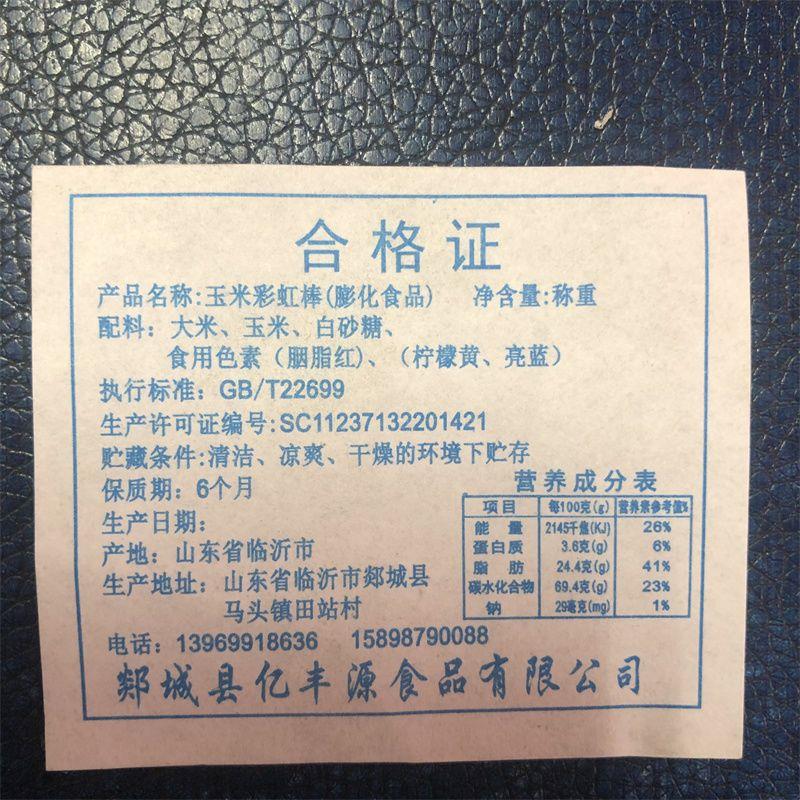 合格证
产品名称:玉米彩虹棒(膨化食品) 净含量:称重
配料：大米、玉米、白砂糖、
食用色素（胭脂红）、（柠檬黄、亮蓝）
执行标准：GB/T22699
生产许可证编号:SC11237132201421
贮藏条件:清洁、凉爽、干燥的环境下贮存
保质期：6个月
生产日期：
产地：山东省临沂市
生产地址：山东省临沂市郯城县
马头镇田站村
营养成分表
项目 每100克(g) 营养素参考值%
能量 2145千焦(KJ) 26%
蛋白质 3.6克(g) 6%
脂肪 24.4克(g) 41%
碳水化合物 69.4克(g) 23%
钠 29毫克(mg) 1%
电话：13969918636 15898790088
郯城县亿丰源食品有限公司